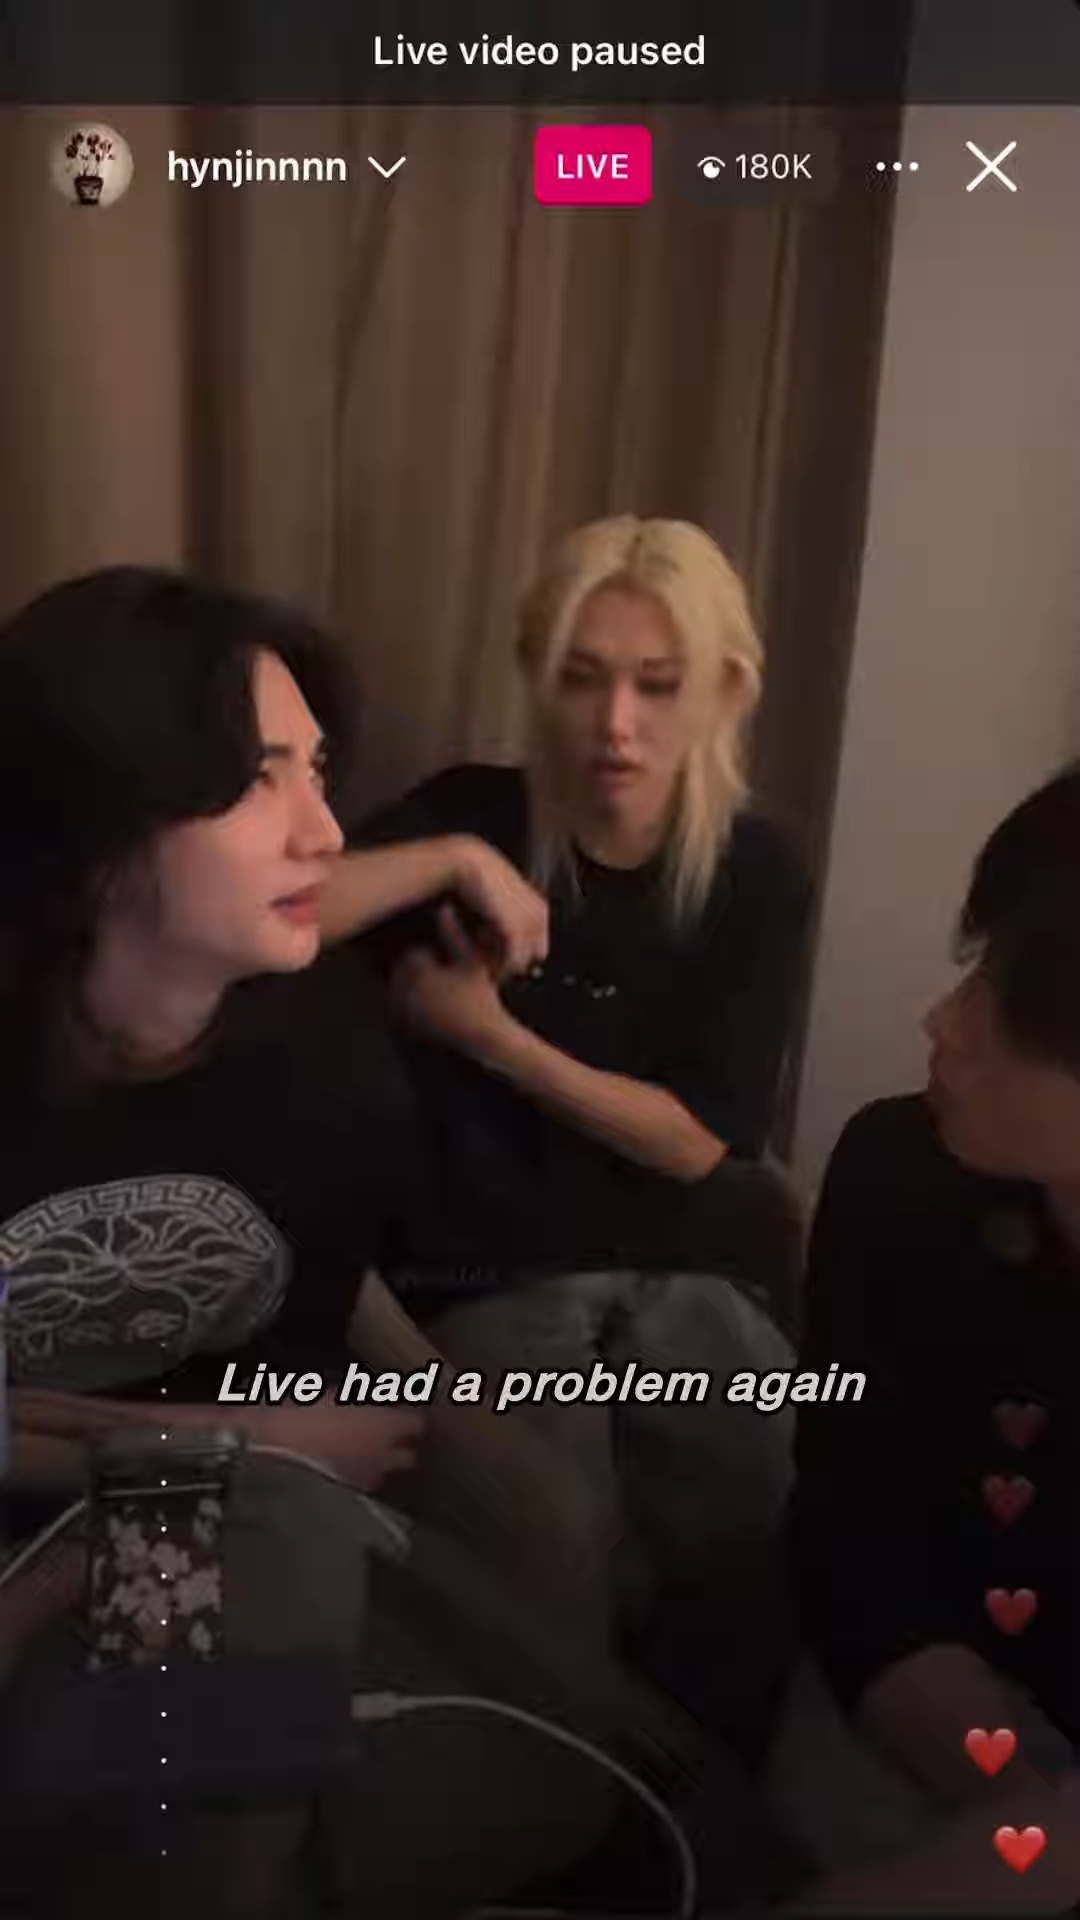 Live video paused
hynjinnnn
LIVE
180K
Live had a problem again